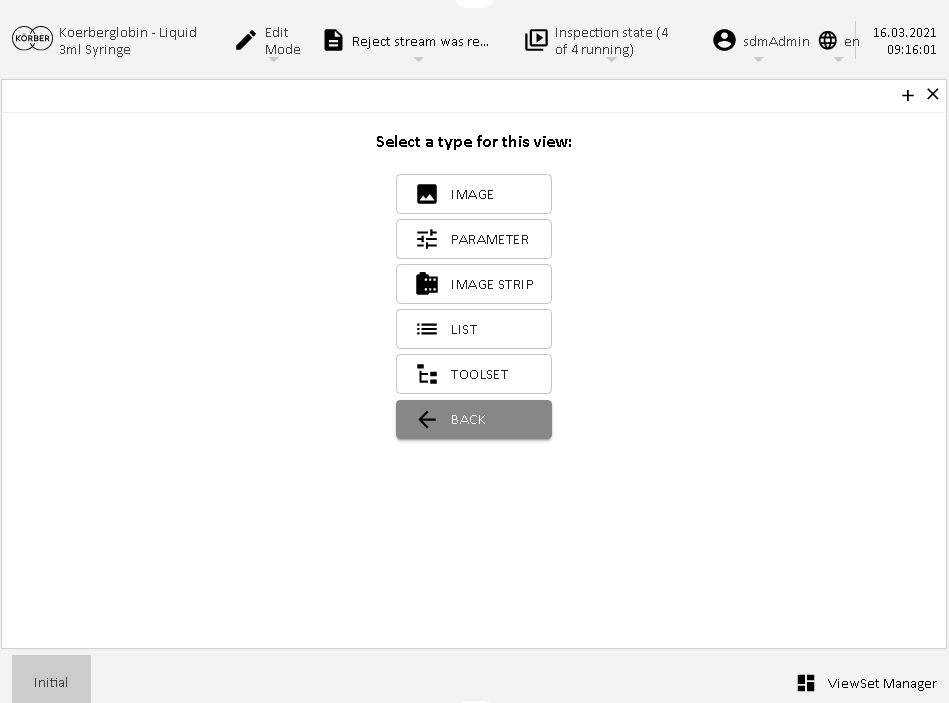 KÖRBER
Koerberglobin - Liquid
3ml Syringe
Edit
Mode
Reject stream was re...
Inspection state (4
of 4 running)
sdmAdmin
en
16.03.2021
09:16:01
Select a type for this view:
IMAGE
PARAMETER
IMAGE STRIP
LIST
TOOLSET
BACK
Initial
ViewSet Manager